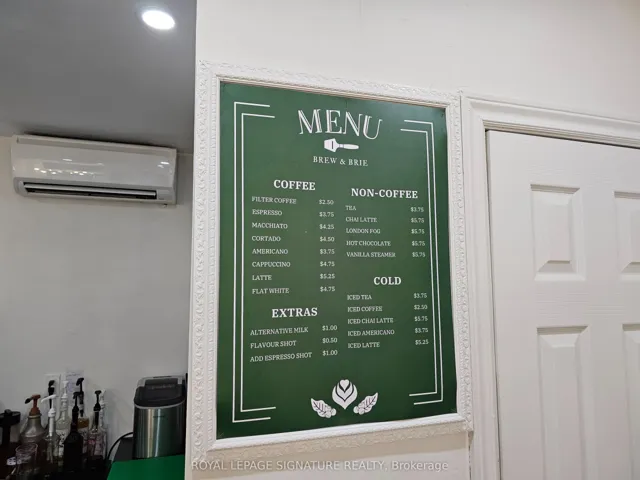 MENU
BREW & BRIE
COFFEE
FILTER COFFEE $2.50
ESPRESSO $3.75
MACCHIATO $4.25
CORTADO $4.50
AMERICANO $3.75
CAPPUCCINO $4.75
LATTE $5.25
FLAT WHITE $4.75
EXTRAS
ALTERNATIVE MILK $1.00
FLAVOUR SHOT $0.50
ADD ESPRESSO SHOT $1.00
NON-COFFEE
TEA $3.75
CHAI LATTE $5.75
LONDON FOG $5.75
HOT CHOCOLATE $5.75
VANILLA STEAMER $5.75
COLD
ICED TEA $3.75
ICED COFFEE $2.50
ICED CHAI LATTE $5.75
ICED AMERICANO $3.75
ICED LATTE $5.25
ROYAL LEPAGE SIGNATURE REALTY, Brokerage